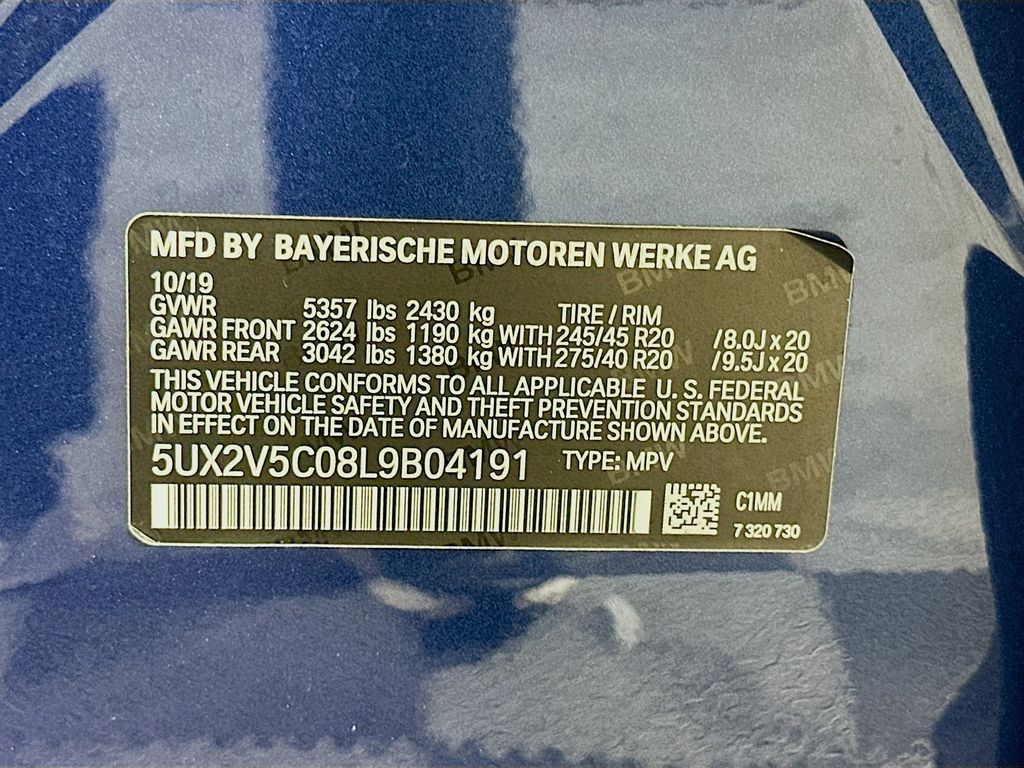 MFD BY BAYERISCHE MOTOREN WERKE AG
10/19
GVWR 5357 lbs 2430 kg TIRE / RIM
GAWR FRONT 2624 lbs 1190 kg WITH 245/45 R20 /8.0J x 20
GAWR REAR 3042 lbs 1380 kg WITH 275/40 R20 /9.5J x 20
THIS VEHICLE CONFORMS TO ALL APPLICABLE U. S. FEDERAL
MOTOR VEHICLE SAFETY AND THEFT PREVENTION STANDARDS
IN EFFECT ON THE DATE OF MANUFACTURE SHOWN ABOVE.
5UX2V5C08L9B04191 TYPE: MPV
C1MM
7 320 730